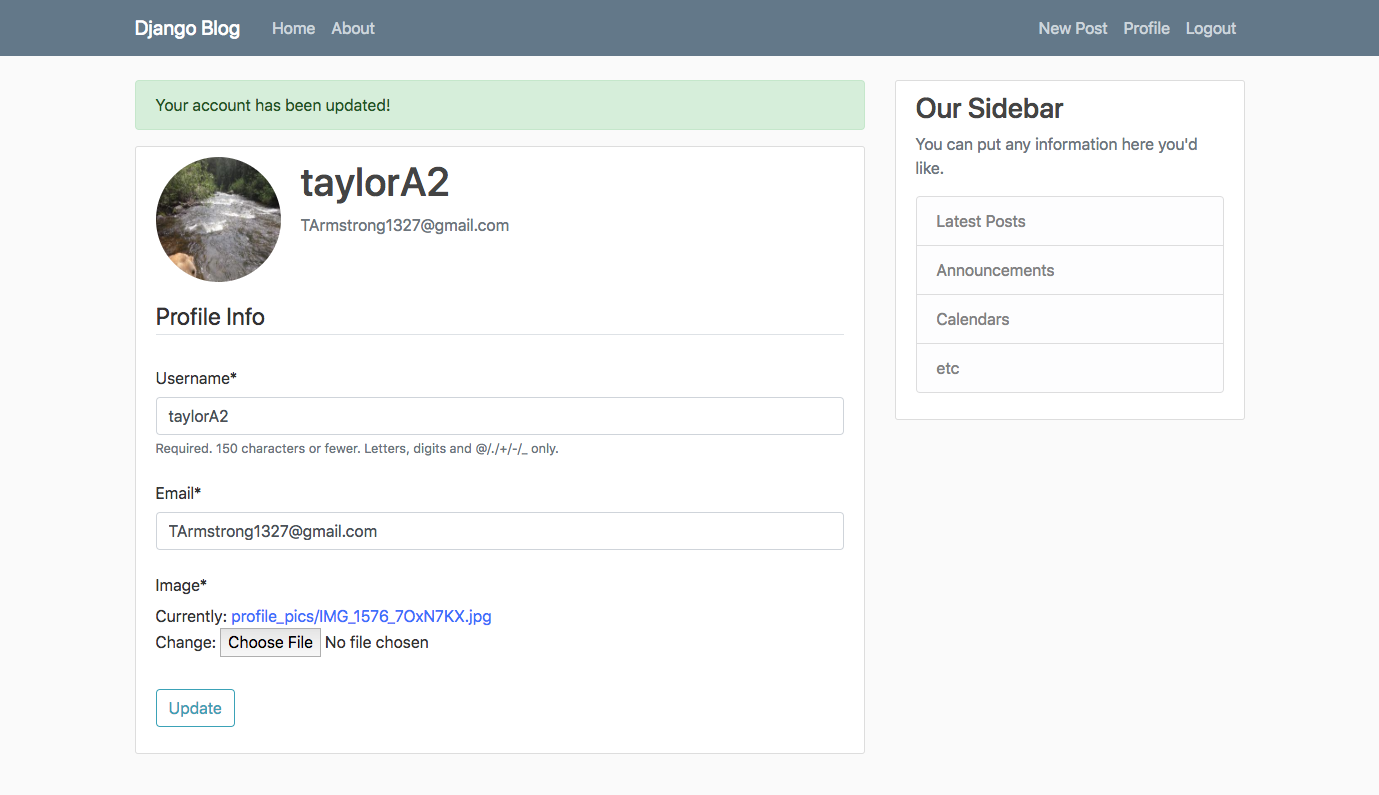 Django Blog Home About New Post Profile Logout
Your account has been updated!
taylorA2
TArmstrong1327@gmail.com
Profile Info
Username*
taylorA2
Required. 150 characters or fewer. Letters, digits and @/./+/-/_ only.
Email*
TArmstrong1327@gmail.com
Image*
Currently: profile_pics/IMG_1576_7OxN7KX.jpg
Change: Choose File No file chosen
Update
Our Sidebar
You can put any information here you'd
like.
Latest Posts
Announcements
Calendars
etc